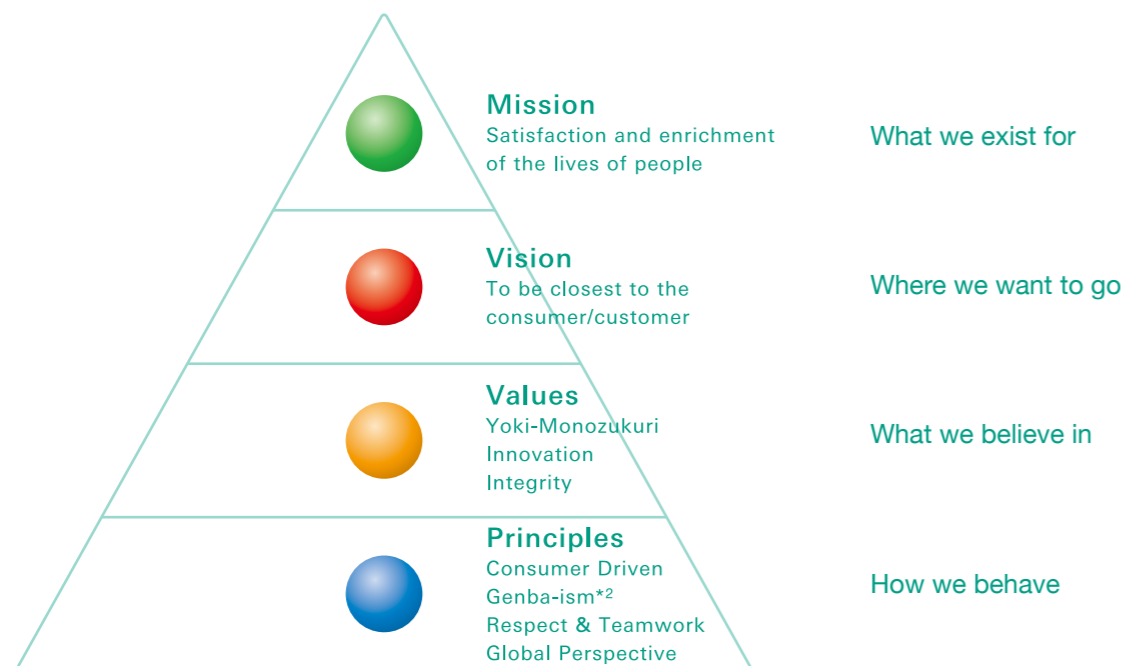 Mission
Satisfaction and enrichment
of the lives of people
What we exist for
Vision
To be closest to the
consumer/customer
Where we want to go
Values
Yoki-Monozukuri
Innovation
Integrity
What we believe in
Principles
Consumer Driven
Genba-ism*2
Respect & Teamwork
Global Perspective
How we behave